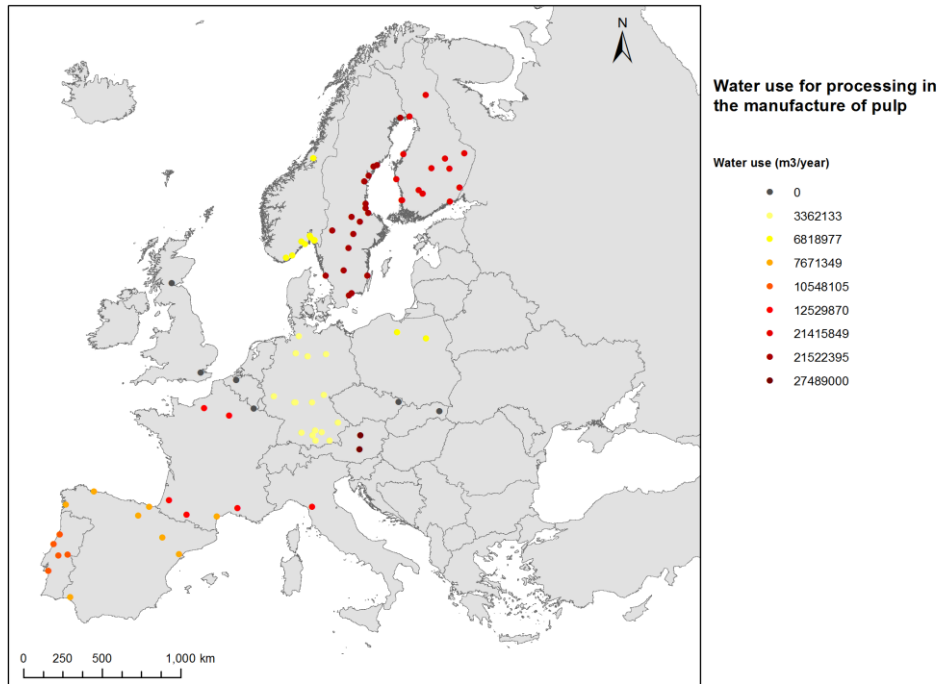 N
Water use for processing in
the manufacture of pulp
Water use (m3/year)
0
3362133
6818977
7671349
10548105
12529870
21415849
21522395
27489000
0 250 500 1,000 km